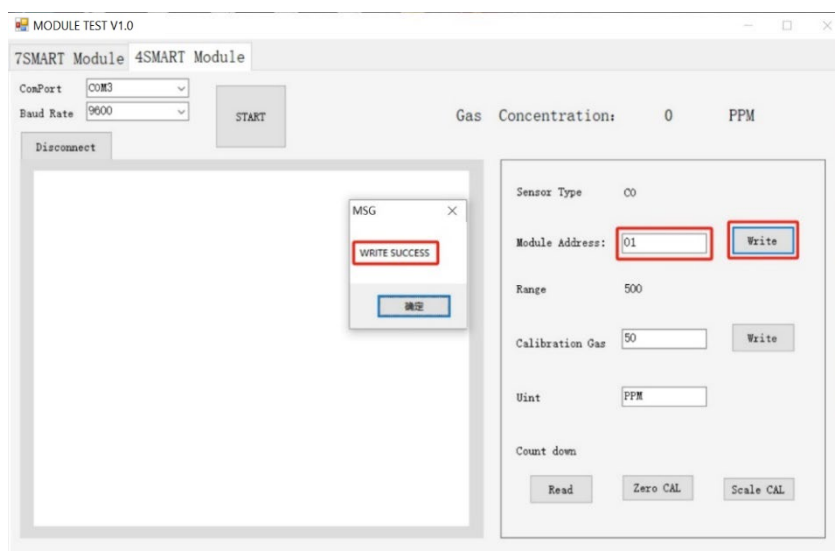 MODULE TEST V1.0
7SMART Module 4SMART Module
ComPort COM3
Baud Rate 9600
START
Gas Concentration: 0 PPM
Disconnect
MSG
WRITE SUCCESS
确定
Sensor Type CO
Module Address: 01 Write
Range 500
Calibration Gas 50 Write
Uint PPM
Count down
Read Zero CAL Scale CAL